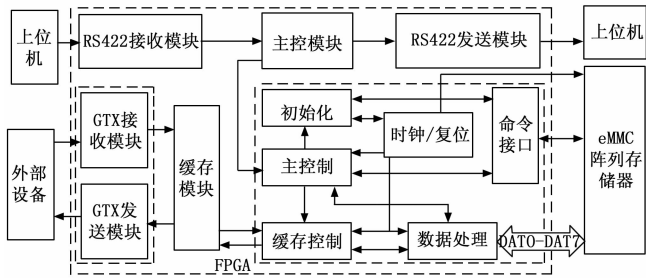 上位
机
RS422接收模块
主控模块
RS422发送模块
上位机
GTX接
收模块
初始化
时钟/复位
命令
接口
外部
设备
缓存
模块
主控制
eMMC
阵列存
储器
GTX发
送模块
缓存控制
数据处理
DAT0-DAT7
FPGA